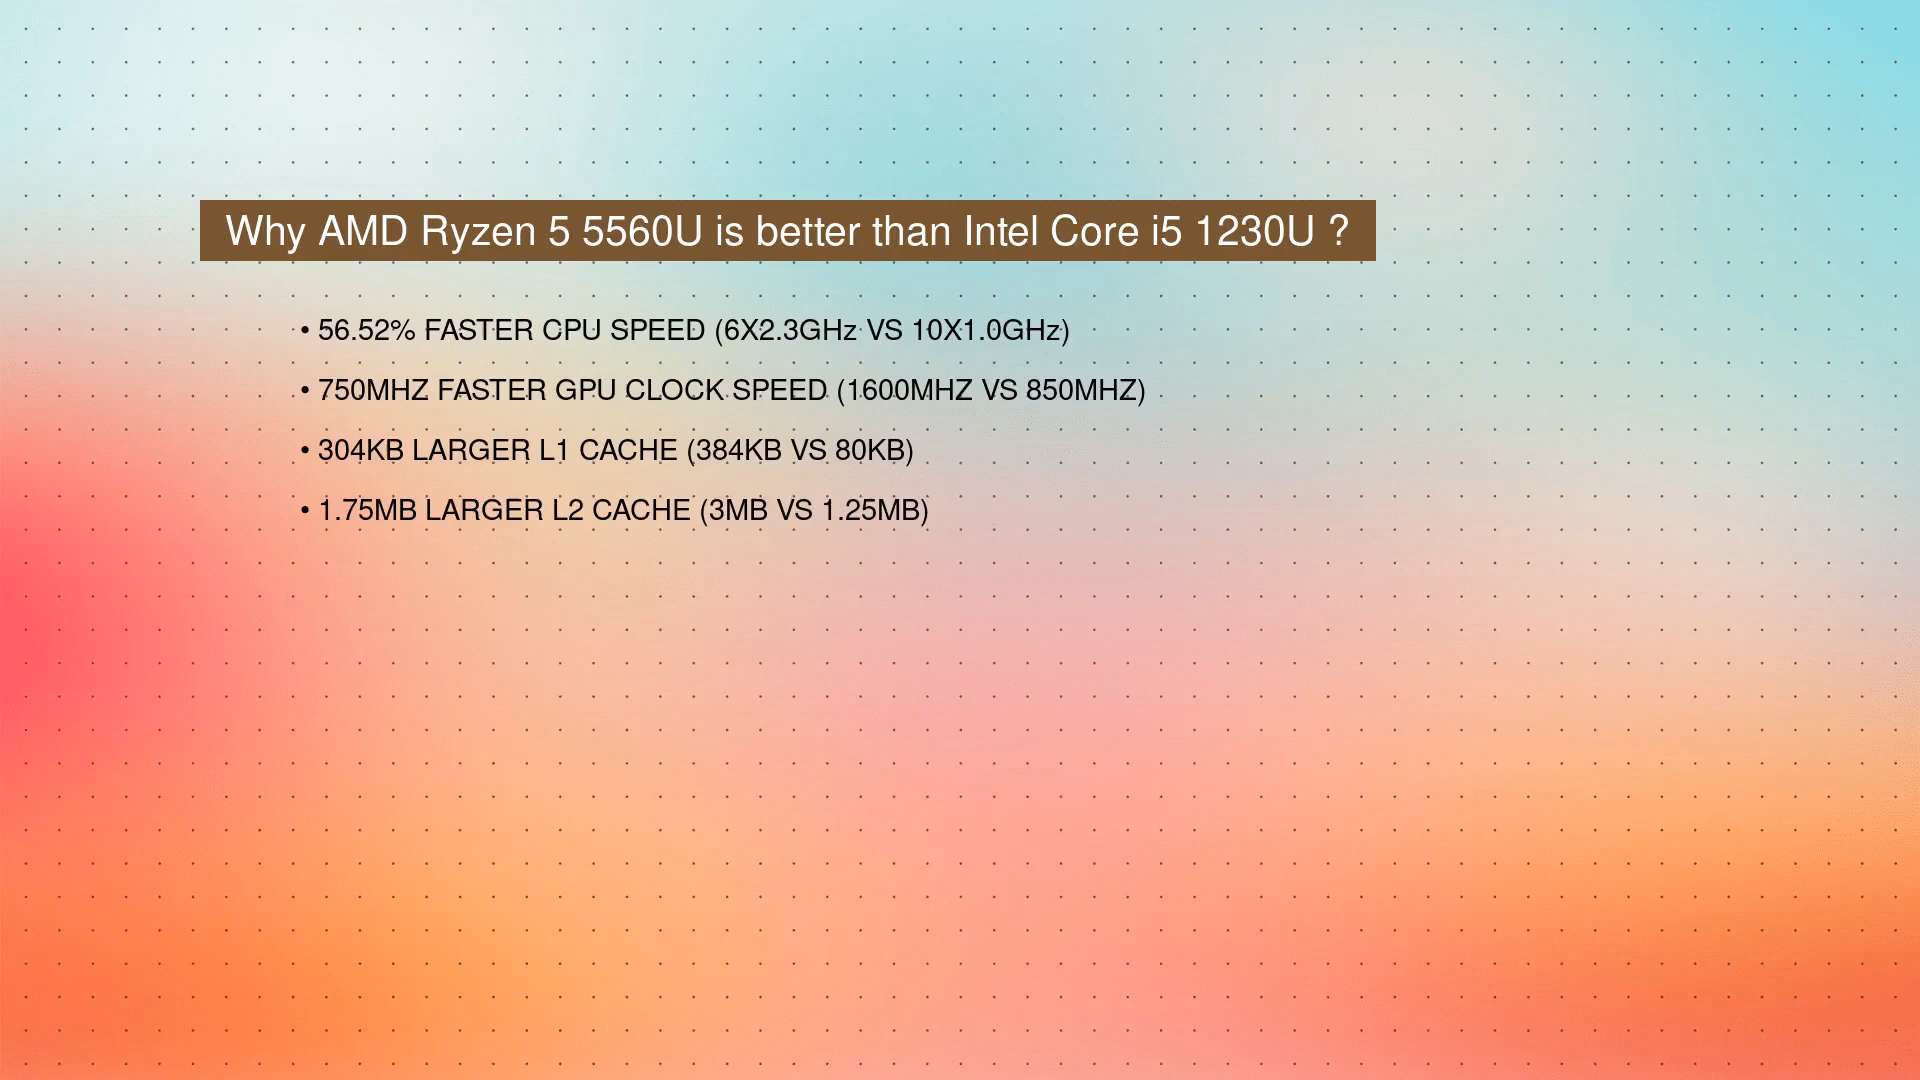 Why AMD Ryzen 5 5560U is better than Intel Core i5 1230U ?
• 56.52% FASTER CPU SPEED (6X2.3GHz VS 10X1.0GHz)
• 750MHZ FASTER GPU CLOCK SPEED (1600MHZ VS 850MHZ)
• 304KB LARGER L1 CACHE (384KB VS 80KB)
• 1.75MB LARGER L2 CACHE (3MB VS 1.25MB)